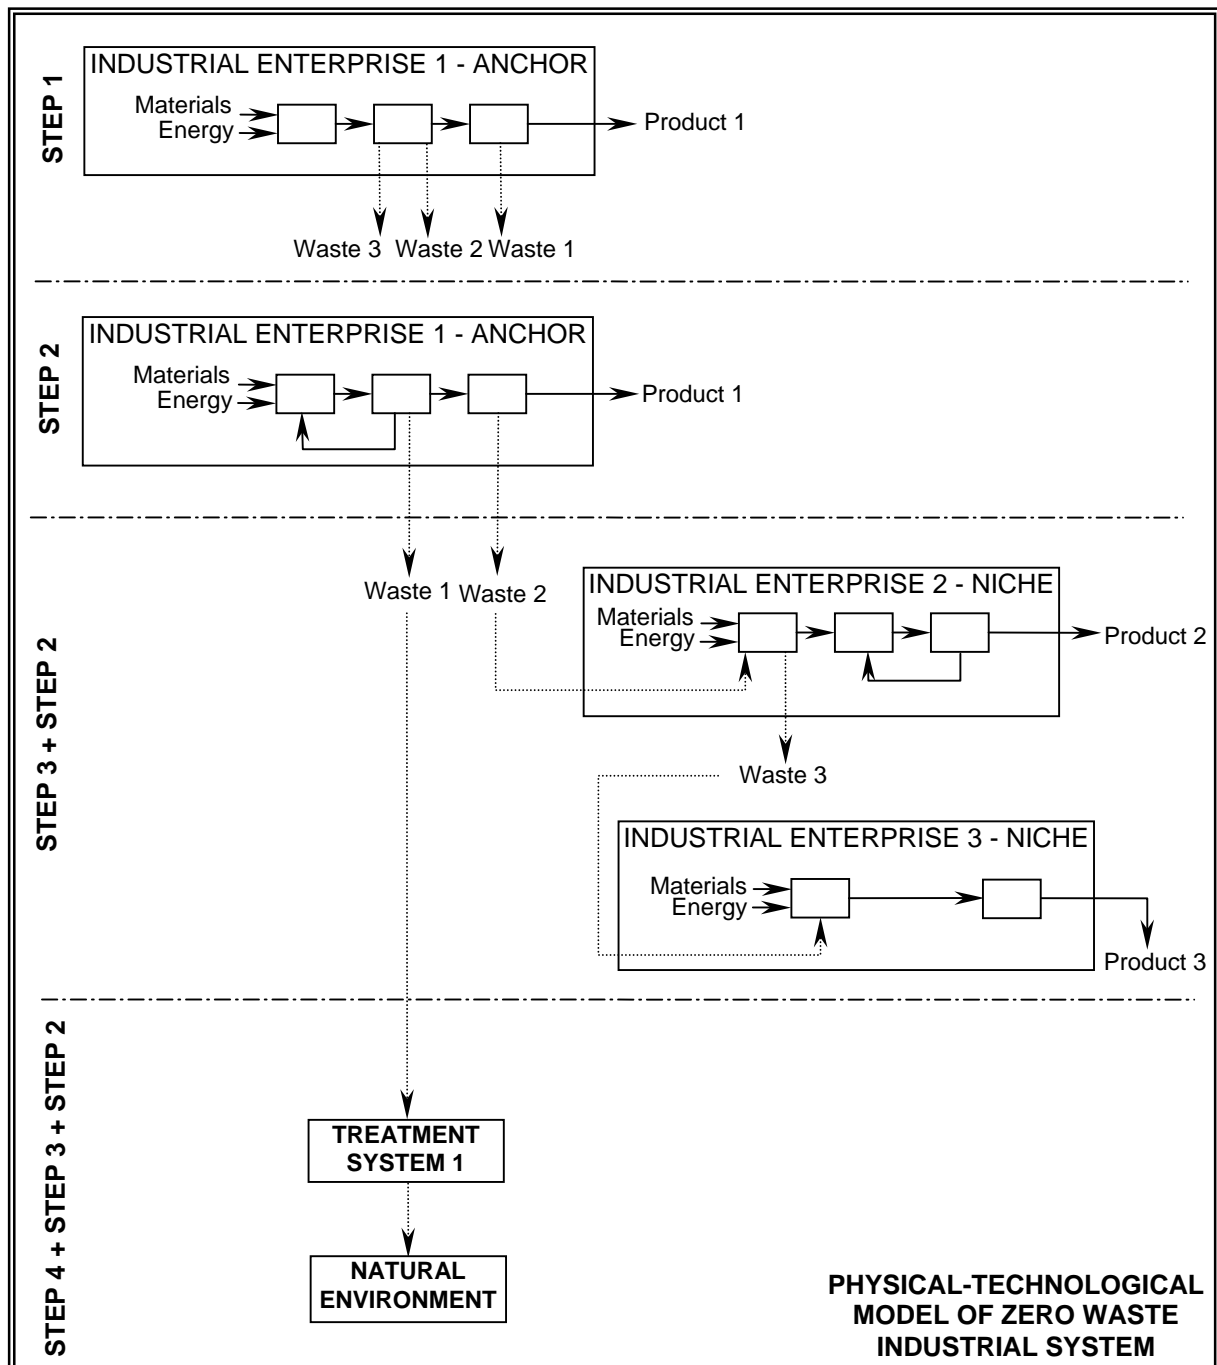 STEP 1
INDUSTRIAL ENTERPRISE 1 - ANCHOR
Materials
Energy
Product 1
Waste 3
Waste 2
Waste 1
STEP 2
INDUSTRIAL ENTERPRISE 1 - ANCHOR
Materials
Energy
Product 1
STEP 3 + STEP 2
Waste 1
Waste 2
INDUSTRIAL ENTERPRISE 2 - NICHE
Materials
Energy
Product 2
Waste 3
INDUSTRIAL ENTERPRISE 3 - NICHE
Materials
Energy
Product 3
STEP 4 + STEP 3 + STEP 2
TREATMENT
SYSTEM 1
NATURAL
ENVIRONMENT
PHYSICAL-TECHNOLOGICAL
MODEL OF ZERO WASTE
INDUSTRIAL SYSTEM